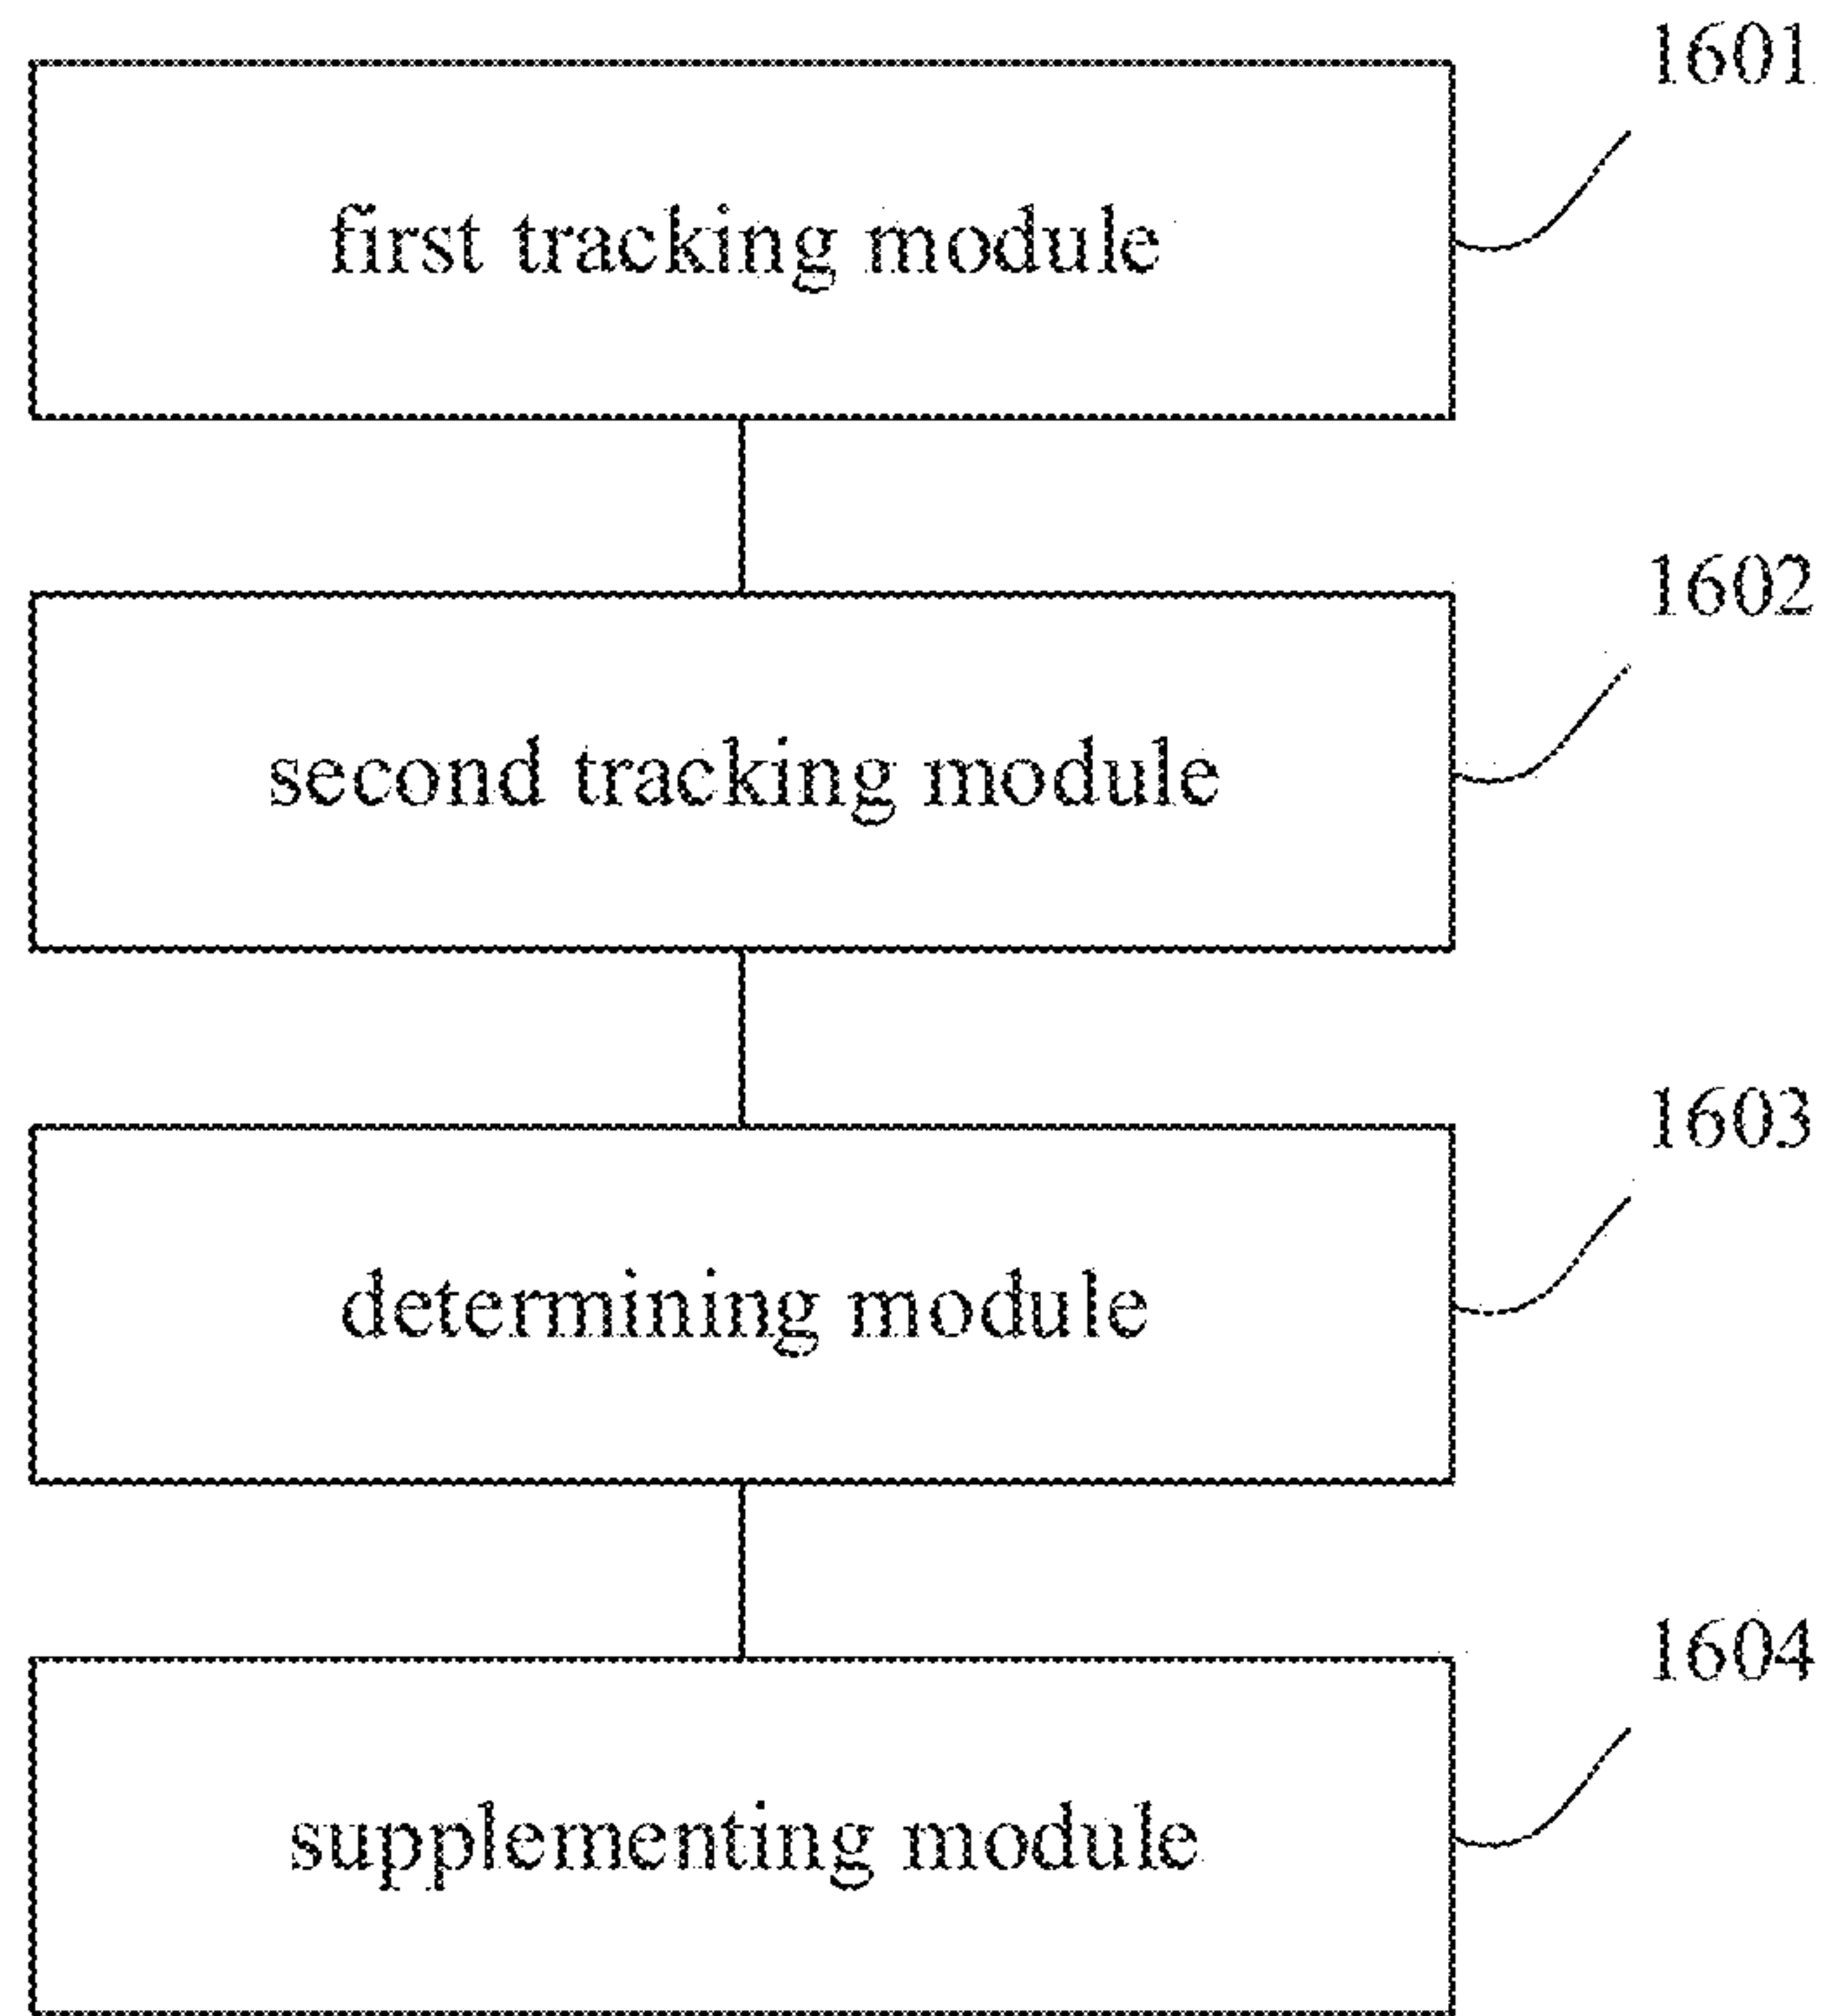 1601
first tracking module
1602
second tracking module
1603
determining module
1604
supplementing module